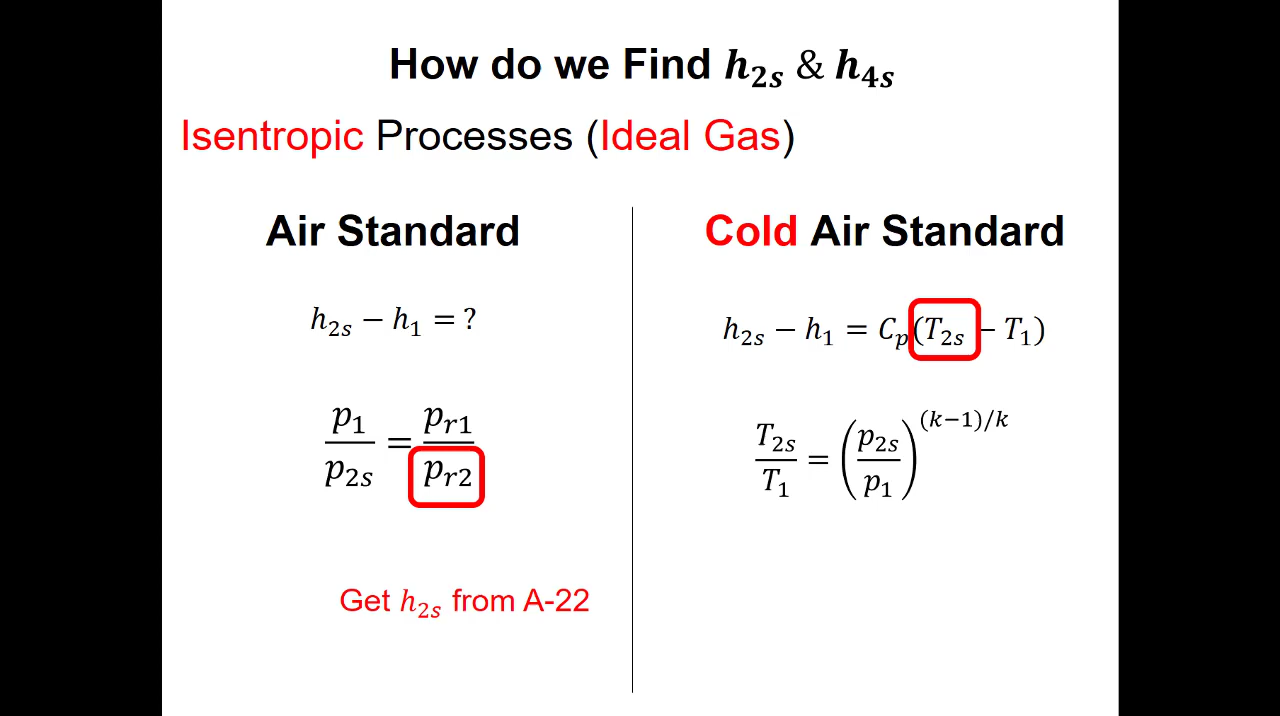 How do we Find h₂ₛ & h₄ₛ
Isentropic Processes (Ideal Gas)
Air Standard
h₂ₛ − h₁ = ?
p₁/p₂ₛ = pᵣ₁/pᵣ₂
Get h₂ₛ from A-22
Cold Air Standard
h₂ₛ − h₁ = Cₚ(T₂ₛ − T₁)
T₂ₛ/T₁ = (p₂ₛ/p₁)^(k−1)/k